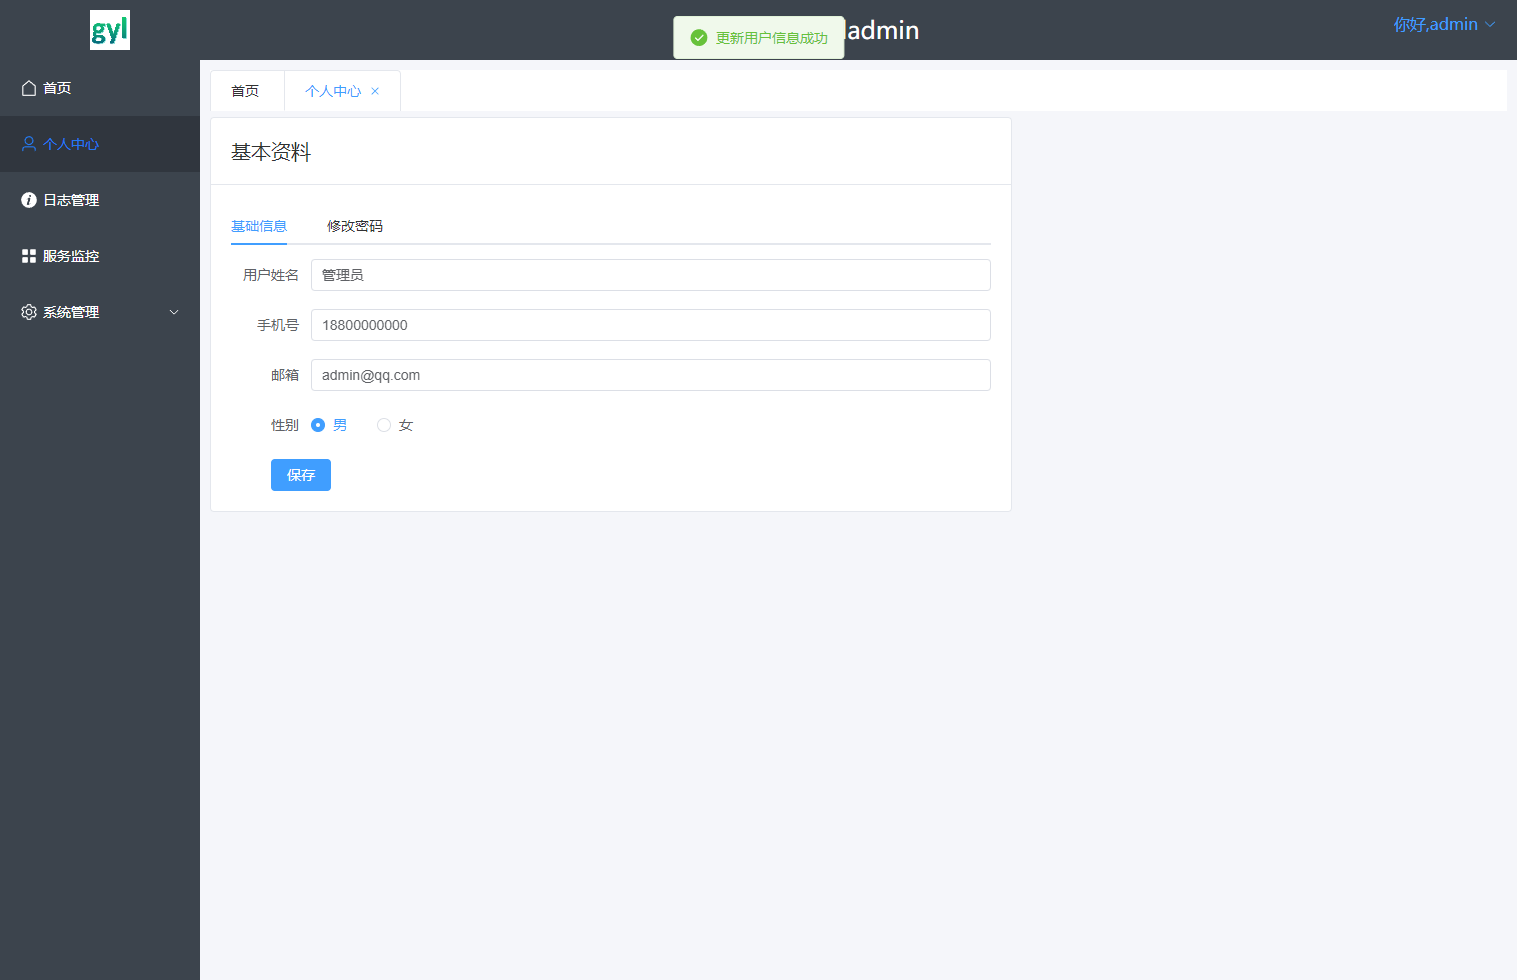 gyl
更新用户信息成功
admin
你好,admin
首页
个人中心
日志管理
服务监控
系统管理
首页
个人中心
基本资料
基础信息
修改密码
用户姓名 管理员
手机号 18800000000
邮箱 admin@qq.com
性别 男 女
保存